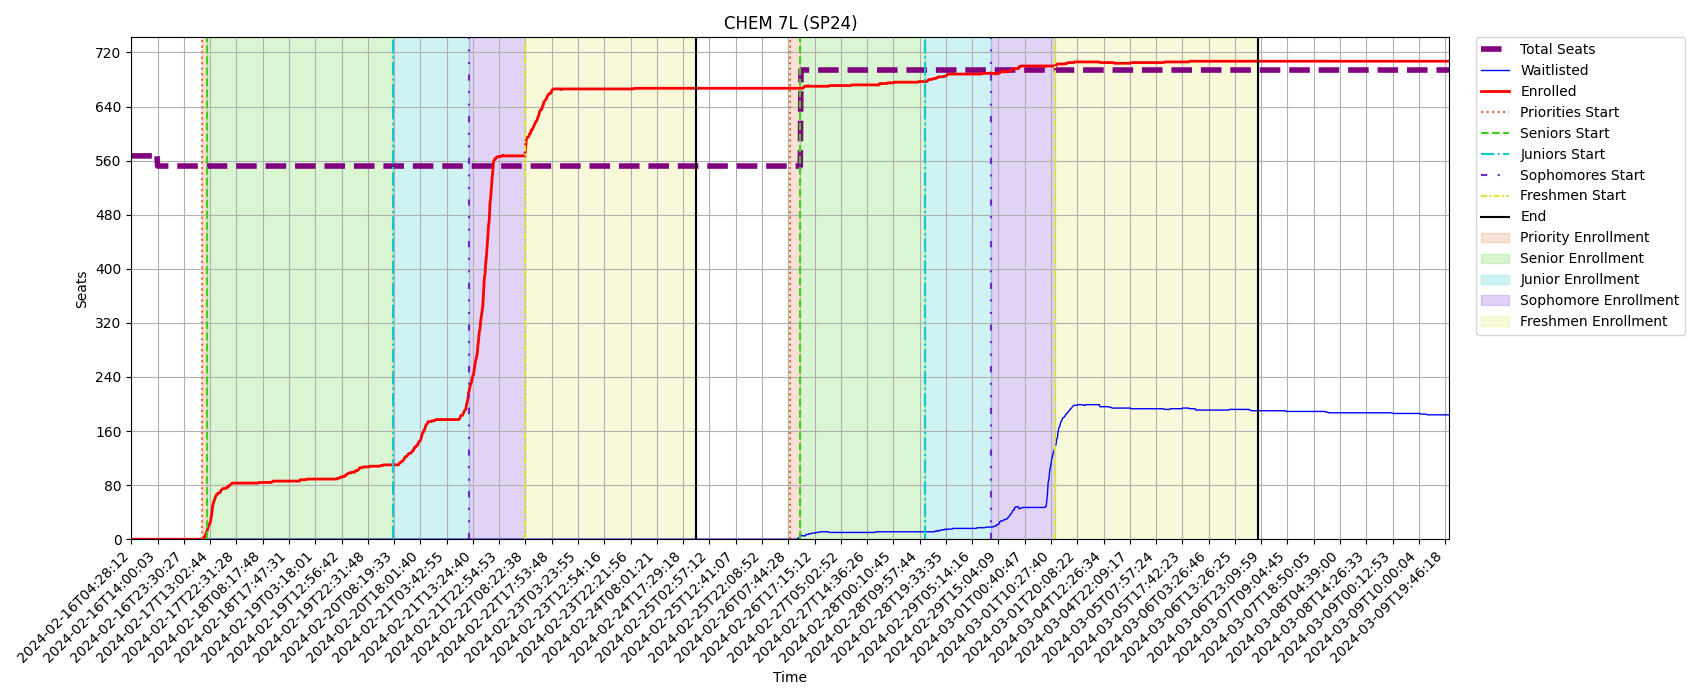 CHEM 7L (SP24)
720
640
560
480
400
320
240
160
80
0
Seats
2024-02-16T04:28:12
2024-02-16T14:00:03
2024-02-16T23:30:27
2024-02-17T13:02:44
2024-02-17T22:31:28
2024-02-18T08:17:48
2024-02-18T17:47:31
2024-02-19T03:18:01
2024-02-19T12:56:42
2024-02-19T22:31:48
2024-02-20T08:19:33
2024-02-20T18:01:40
2024-02-21T03:42:55
2024-02-21T13:24:40
2024-02-21T22:54:53
2024-02-22T08:22:38
2024-02-22T17:53:48
2024-02-23T03:23:55
2024-02-23T12:54:16
2024-02-23T22:21:56
2024-02-24T08:01:21
2024-02-24T17:29:18
2024-02-25T02:57:12
2024-02-25T12:41:07
2024-02-25T22:08:52
2024-02-26T07:44:28
2024-02-26T17:15:12
2024-02-27T05:02:52
2024-02-27T14:36:26
2024-02-28T00:10:45
2024-02-28T09:57:44
2024-02-28T19:33:35
2024-02-29T05:14:16
2024-02-29T15:04:09
2024-03-01T00:40:47
2024-03-01T10:27:40
2024-03-01T20:08:22
2024-03-04T12:26:34
2024-03-04T22:09:17
2024-03-05T07:57:24
2024-03-05T17:42:23
2024-03-06T03:26:46
2024-03-06T13:26:25
2024-03-06T23:09:59
2024-03-07T09:04:45
2024-03-07T18:50:05
2024-03-08T04:39:00
2024-03-08T14:26:33
2024-03-09T00:12:53
2024-03-09T10:00:04
2024-03-09T19:46:18
Time
Total Seats
Waitlisted
Enrolled
Priorities Start
Seniors Start
Juniors Start
Sophomores Start
Freshmen Start
End
Priority Enrollment
Senior Enrollment
Junior Enrollment
Sophomore Enrollment
Freshmen Enrollment